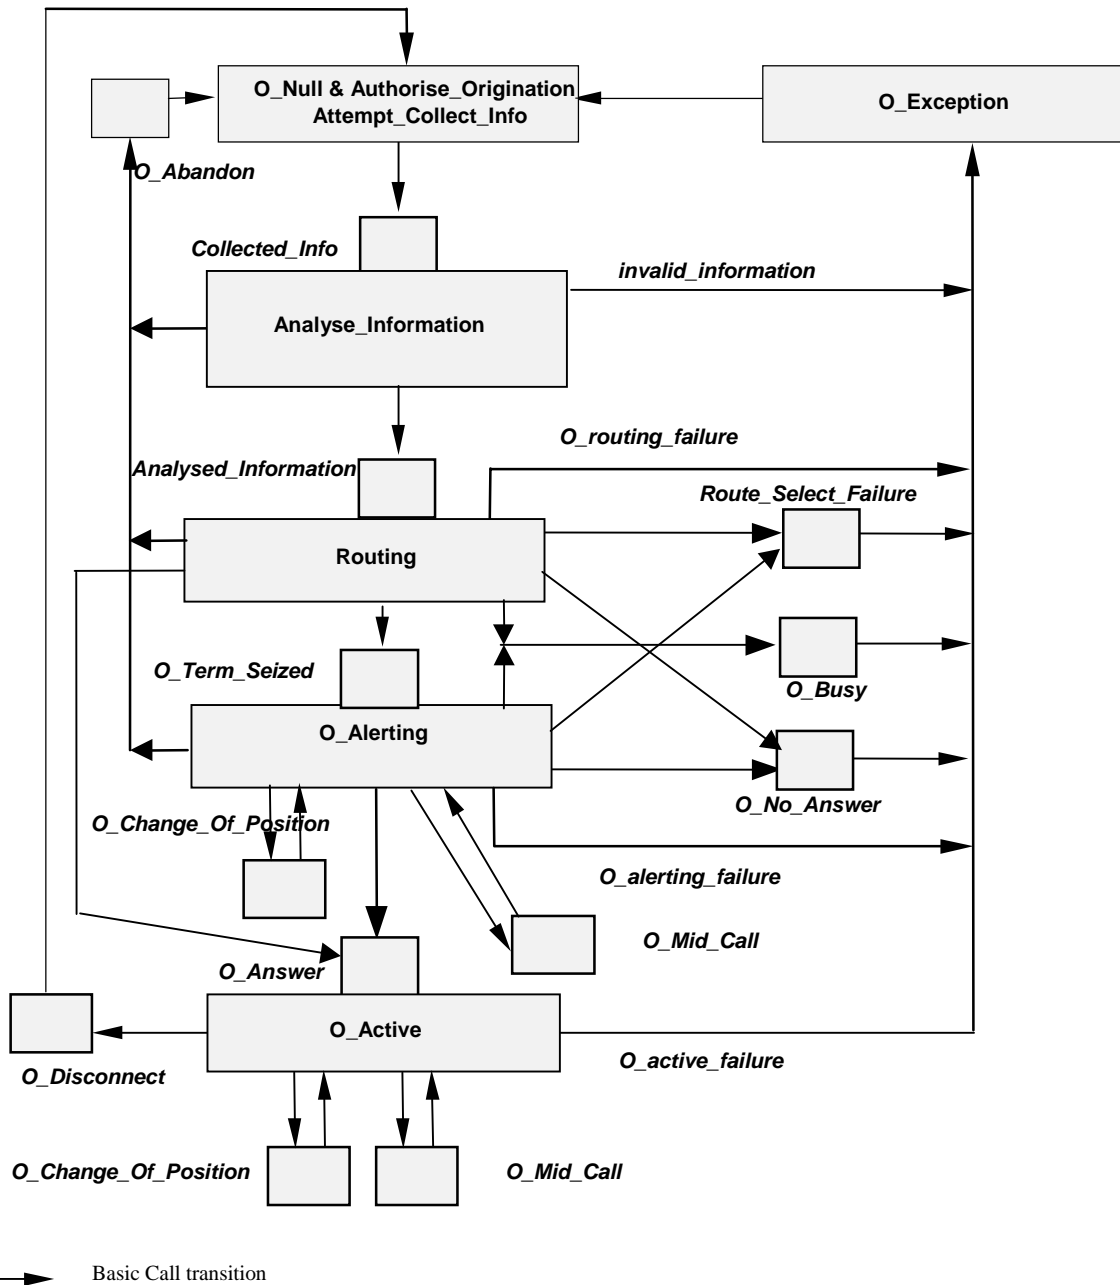 O_Null & Authorise_Origination
Attempt_Collect_Info
O_Exception
O_Abandon
Collected_Info
invalid_information
Analyse_Information
O_routing_failure
Analysed_Information
Route_Select_Failure
Routing
O_Term_Seized
O_Busy
O_Alerting
O_No_Answer
O_Change_Of_Position
O_alerting_failure
O_Mid_Call
O_Answer
O_Active
O_active_failure
O_Disconnect
O_Change_Of_Position
O_Mid_Call
Basic Call transition